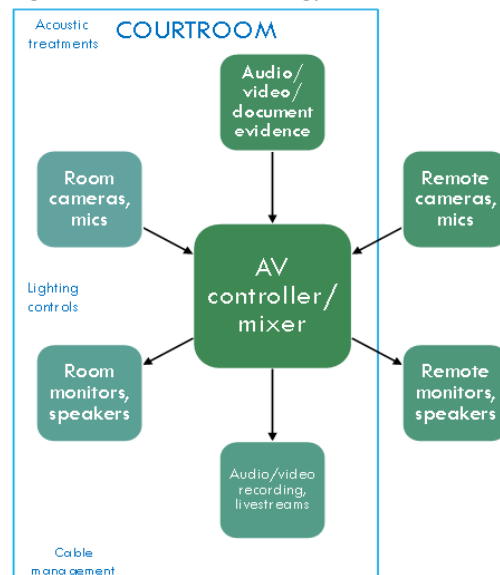 Acoustic
treatments
COURTROOM
Audio/
video/
document
evidence
Room
cameras,
mics
Remote
cameras,
mics
AV
controller/
mixer
Lighting
controls
Room
monitors,
speakers
Remote
monitors,
speakers
Audio/video
recording,
livestreams
Cable
management